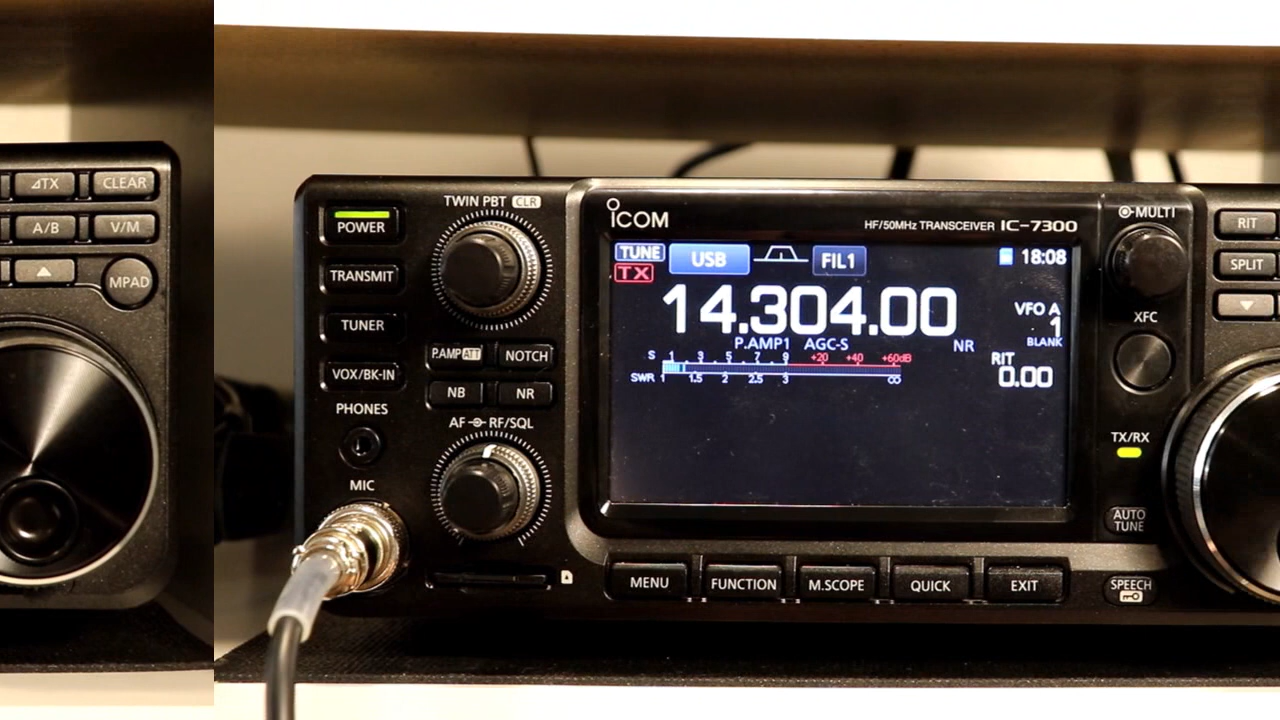 ⊿TX CLEAR
A/B V/M
MPAD
POWER
TRANSMIT
TUNER
VOX/BK-IN
PHONES
MIC
TWIN PBT CLR
P.AMP ATT NOTCH
NB NR
AF RF/SQL
ICOM
HF/50MHz TRANSCEIVER IC-7300
TUNE USB FIL1 18:08
TX
14.304.00
VFO A
1
BLANK
P.AMP1 AGC-S NR
S 1 . 3 . 5 . 7 . 9 +20 +40 +60dB
SWR 1 1.5 2 2.5 3 ∞
RIT
0.00
MENU FUNCTION M.SCOPE QUICK EXIT
MULTI
XFC
TX/RX
AUTO
TUNE
SPEECH
RIT
SPLIT